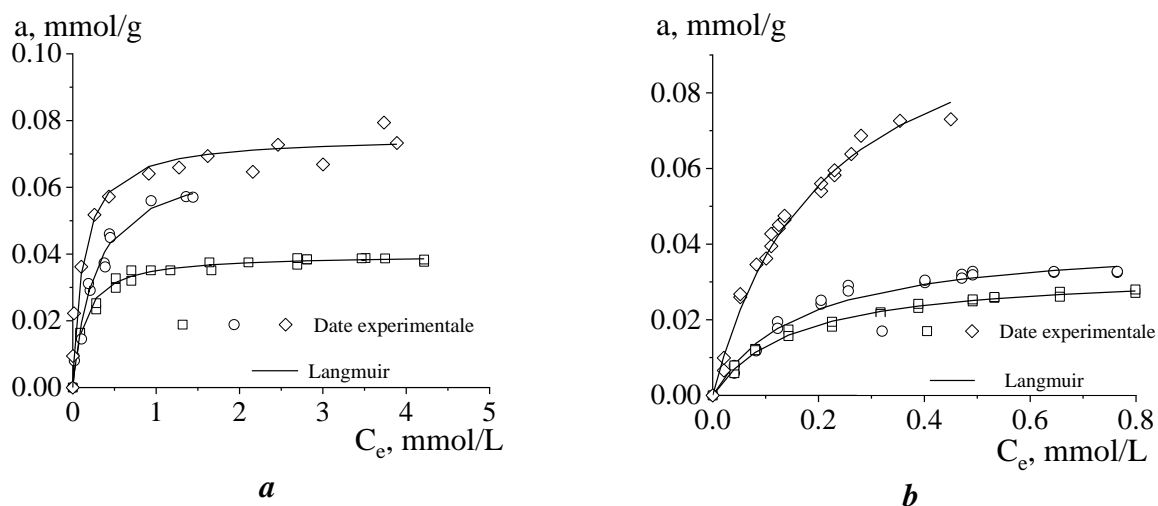 a, mmol/g
0.10
0.08
0.06
0.04
0.02
0.00
0 1 2 3 4 5
Date experimentale
Langmuir
C_e, mmol/L
a
a, mmol/g
0.08
0.06
0.04
0.02
0.00
0.0 0.2 0.4 0.6 0.8
Date experimentale
Langmuir
C_e, mmol/L
b